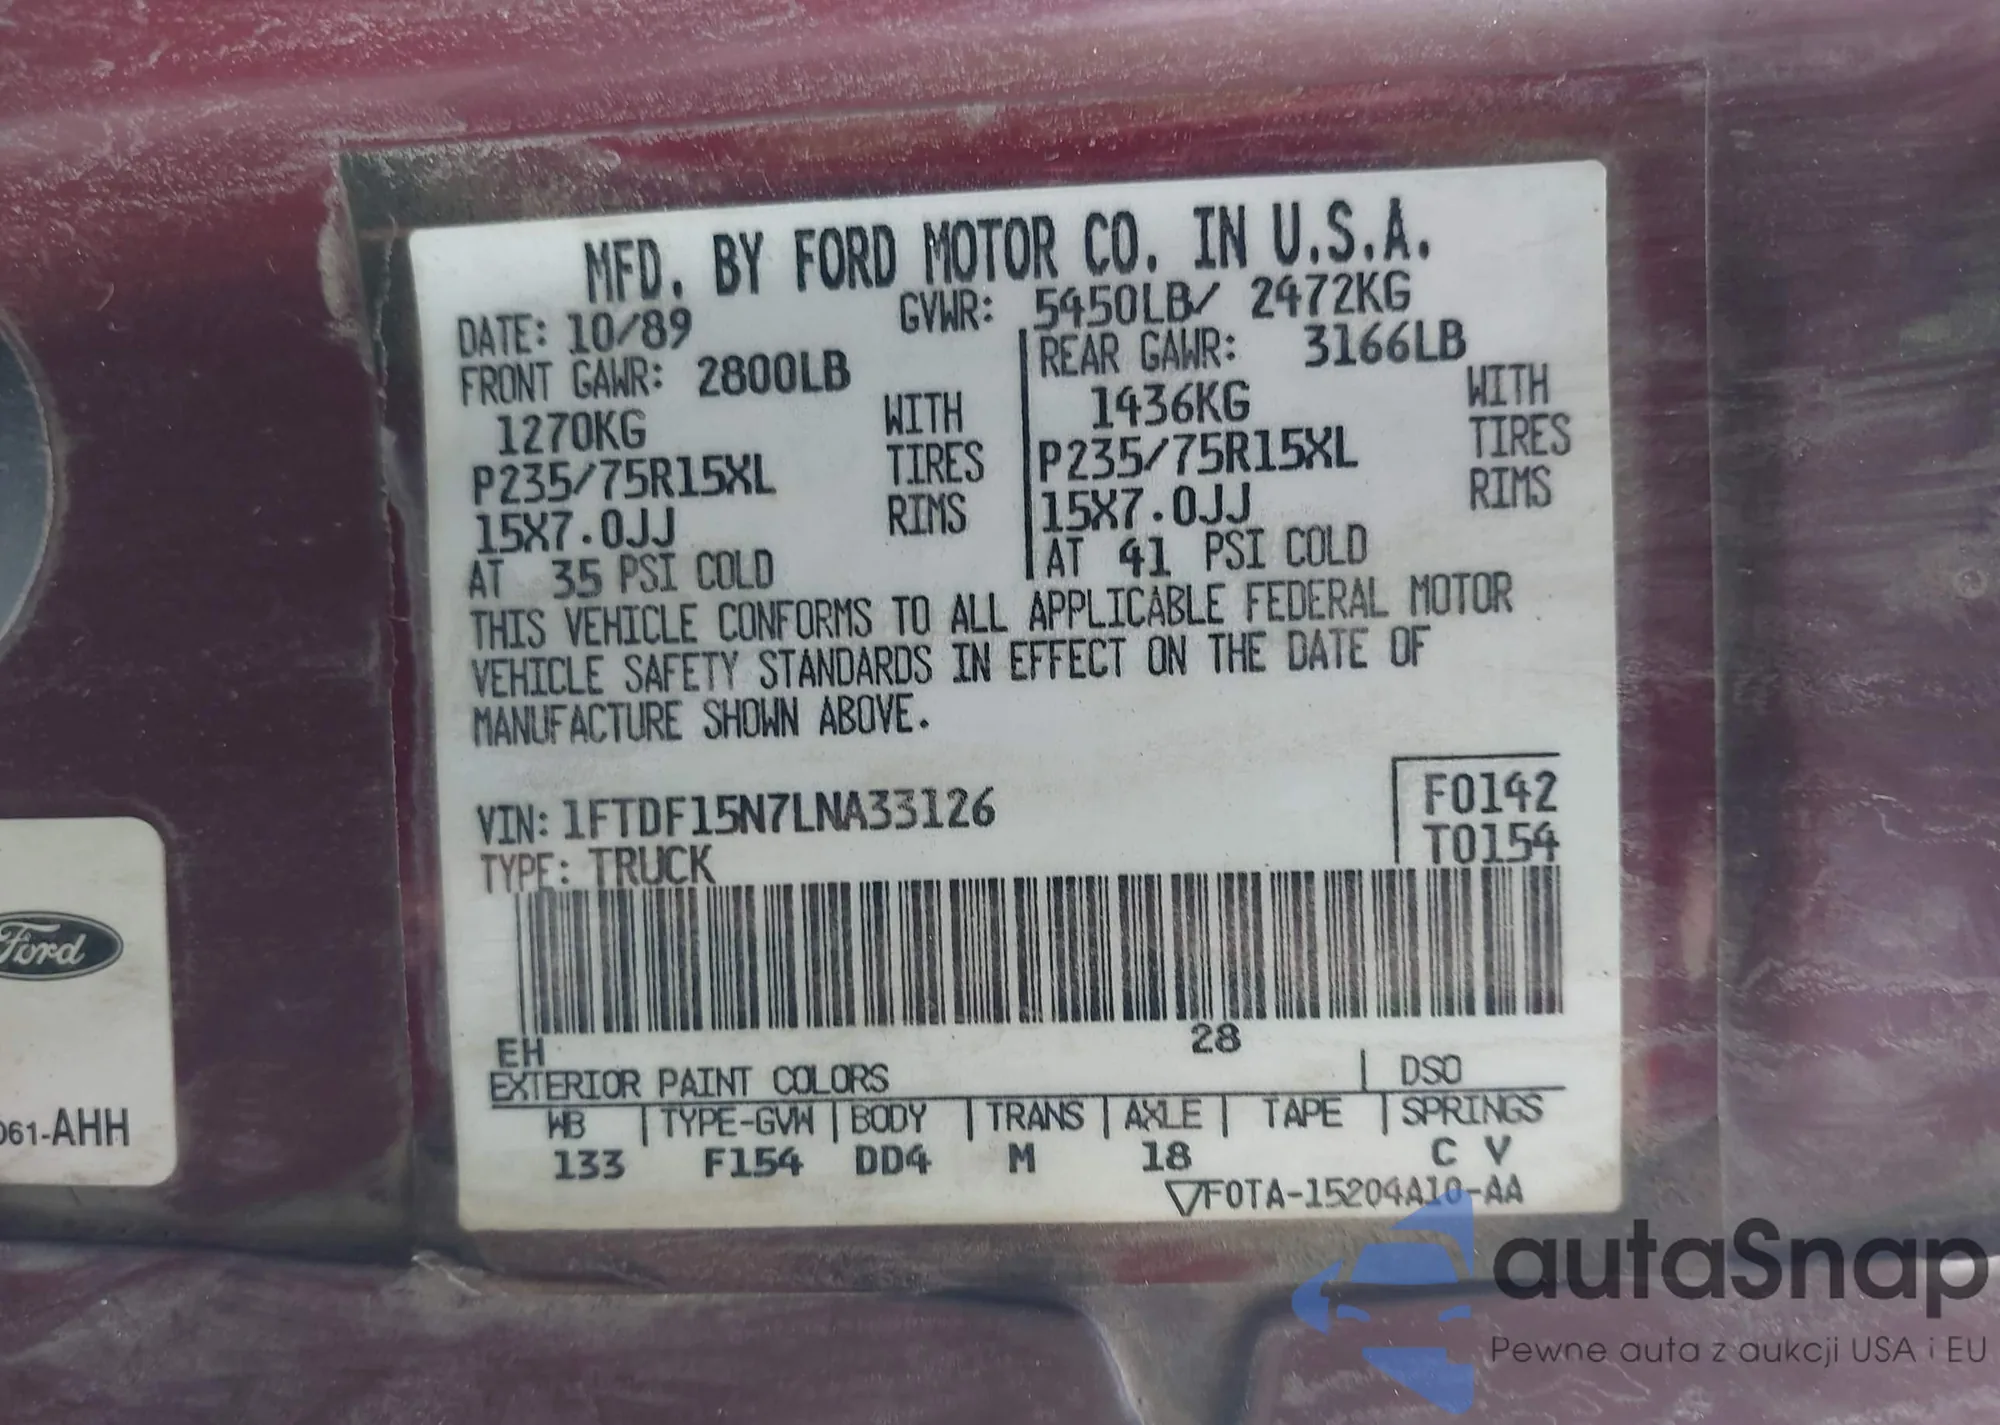 MFD. BY FORD MOTOR CO. IN U.S.A.
DATE: 10/89 GVWR: 5450LB/ 2472KG
FRONT GAWR: 2800LB REAR GAWR: 3166LB
1270KG WITH 1436KG WITH
P235/75R15XL TIRES P235/75R15XL TIRES
15X7.0JJ RIMS 15X7.0JJ RIMS
AT 35 PSI COLD AT 41 PSI COLD
THIS VEHICLE CONFORMS TO ALL APPLICABLE FEDERAL MOTOR
VEHICLE SAFETY STANDARDS IN EFFECT ON THE DATE OF
MANUFACTURE SHOWN ABOVE.
VIN: 1FTDF15N7LNA33126 F0142
TYPE: TRUCK T0154
EH 28
EXTERIOR PAINT COLORS DSO
WB TYPE-GVW BODY TRANS AXLE TAPE SPRINGS
133 F154 DD4 M 18 C V
▽F0TA-15204A10-AA
Ford
061-AHH
autaSnap
Pewne auta z aukcji USA i EU